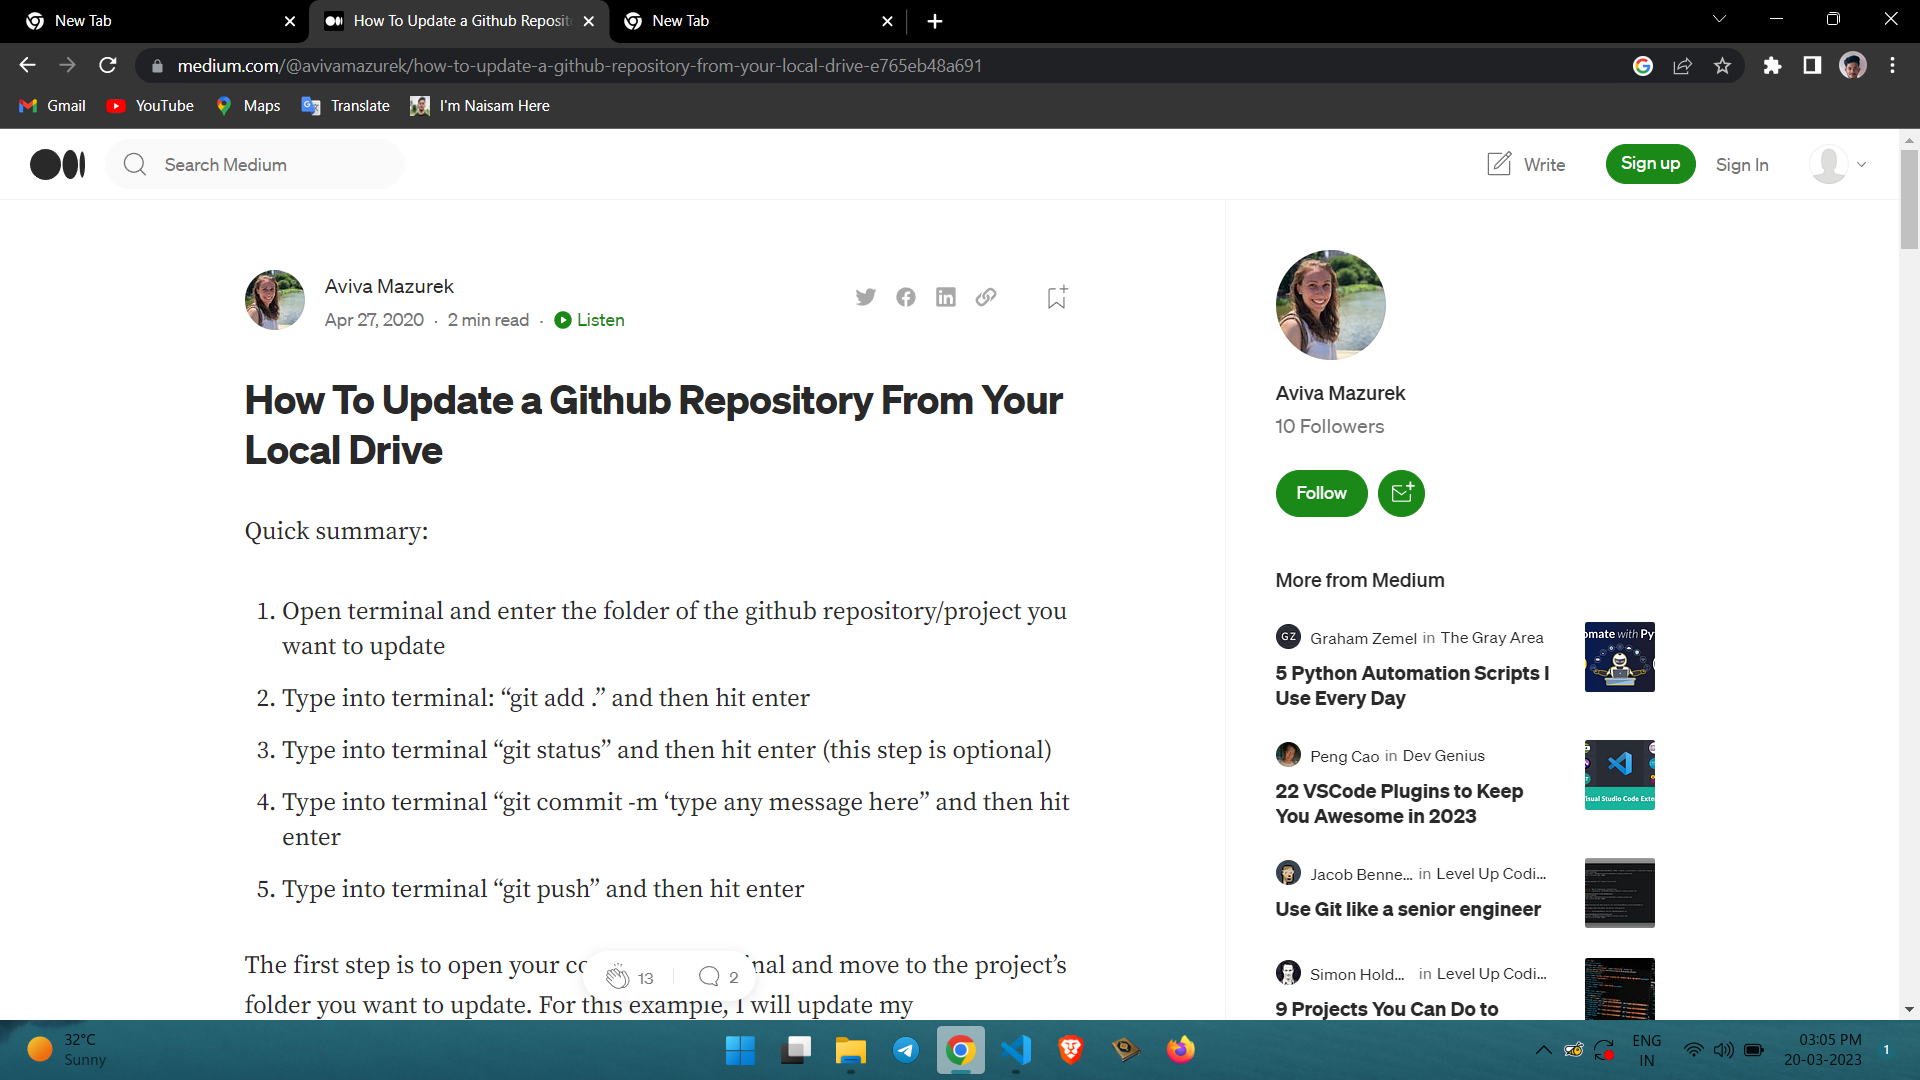 New Tab
How To Update a Github Reposit
New Tab
medium.com/@avivamazurek/how-to-update-a-github-repository-from-your-local-drive-e765eb48a691
Gmail
YouTube
Maps
Translate
I'm Naisam Here
Search Medium
Write
Sign up
Sign In
Aviva Mazurek
Apr 27, 2020 · 2 min read · Listen
How To Update a Github Repository From Your
Local Drive
Quick summary:
1. Open terminal and enter the folder of the github repository/project you
want to update
2. Type into terminal: “git add .” and then hit enter
3. Type into terminal “git status” and then hit enter (this step is optional)
4. Type into terminal “git commit -m ‘type any message here” and then hit
enter
5. Type into terminal “git push” and then hit enter
The first step is to open your co
nal and move to the project’s
folder you want to update. For this example, I will update my
13
2
Aviva Mazurek
10 Followers
Follow
More from Medium
GZ
Graham Zemel in The Gray Area
5 Python Automation Scripts I
Use Every Day
omate with Py
Peng Cao in Dev Genius
22 VSCode Plugins to Keep
You Awesome in 2023
isual Studio Code Exte
Jacob Benne... in Level Up Codi...
Use Git like a senior engineer
Simon Hold... in Level Up Codi...
9 Projects You Can Do to
32°C
Sunny
ENG
IN
03:05 PM
20-03-2023
1